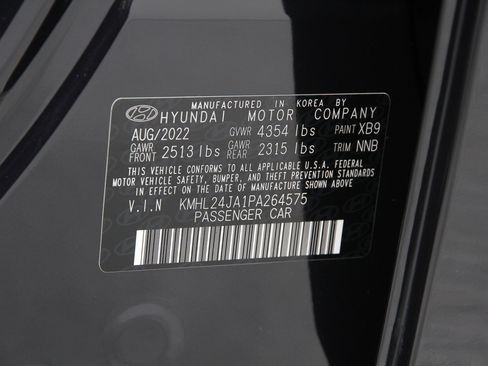 MANUFACTURED IN KOREA BY
HYUNDAI MOTOR COMPANY
AUG/2022 GVWR 4354 lbs PAINT XB9
GAWR FRONT 2513 lbs GAWR REAR 2315 lbs TRIM NNB
THIS VEHICLE CONFORMS TO ALL APPLICABLE U.S.A. FEDERAL
MOTOR VEHICLE SAFETY, BUMPER, AND THEFT PREVENTION STANDARDS
IN EFFECT ON THE DATE OF MANUFACTURE SHOWN ABOVE.
V.I.N KMHL24JA1PA264575
PASSENGER CAR